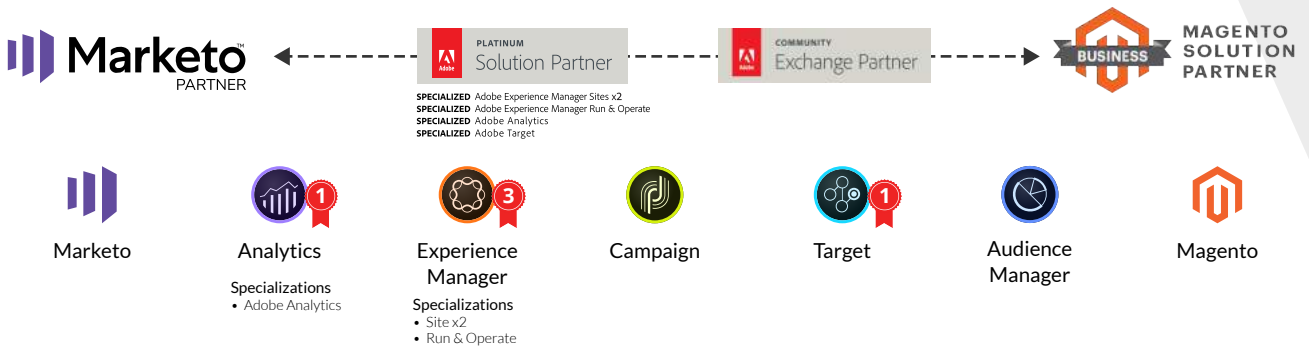 Marketo™
PARTNER
Adobe
PLATINUM
Solution Partner
Adobe
COMMUNITY
Exchange Partner
BUSINESS
MAGENTO
SOLUTION
PARTNER
SPECIALIZED Adobe Experience Manager Sites x2
SPECIALIZED Adobe Experience Manager Run & Operate
SPECIALIZED Adobe Analytics
SPECIALIZED Adobe Target
1
3
1
Marketo
Analytics
Experience
Manager
Campaign
Target
Audience
Manager
Magento
Specializations
• Adobe Analytics
Specializations
• Site x2
• Run & Operate